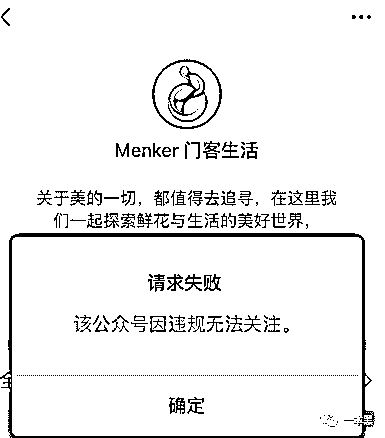 Menker 门客生活
关于美的一切，都值得去追寻，在这里我
们一起探索鲜花与生活的美好世界，
请求失败
该公众号因违规无法关注。
确定